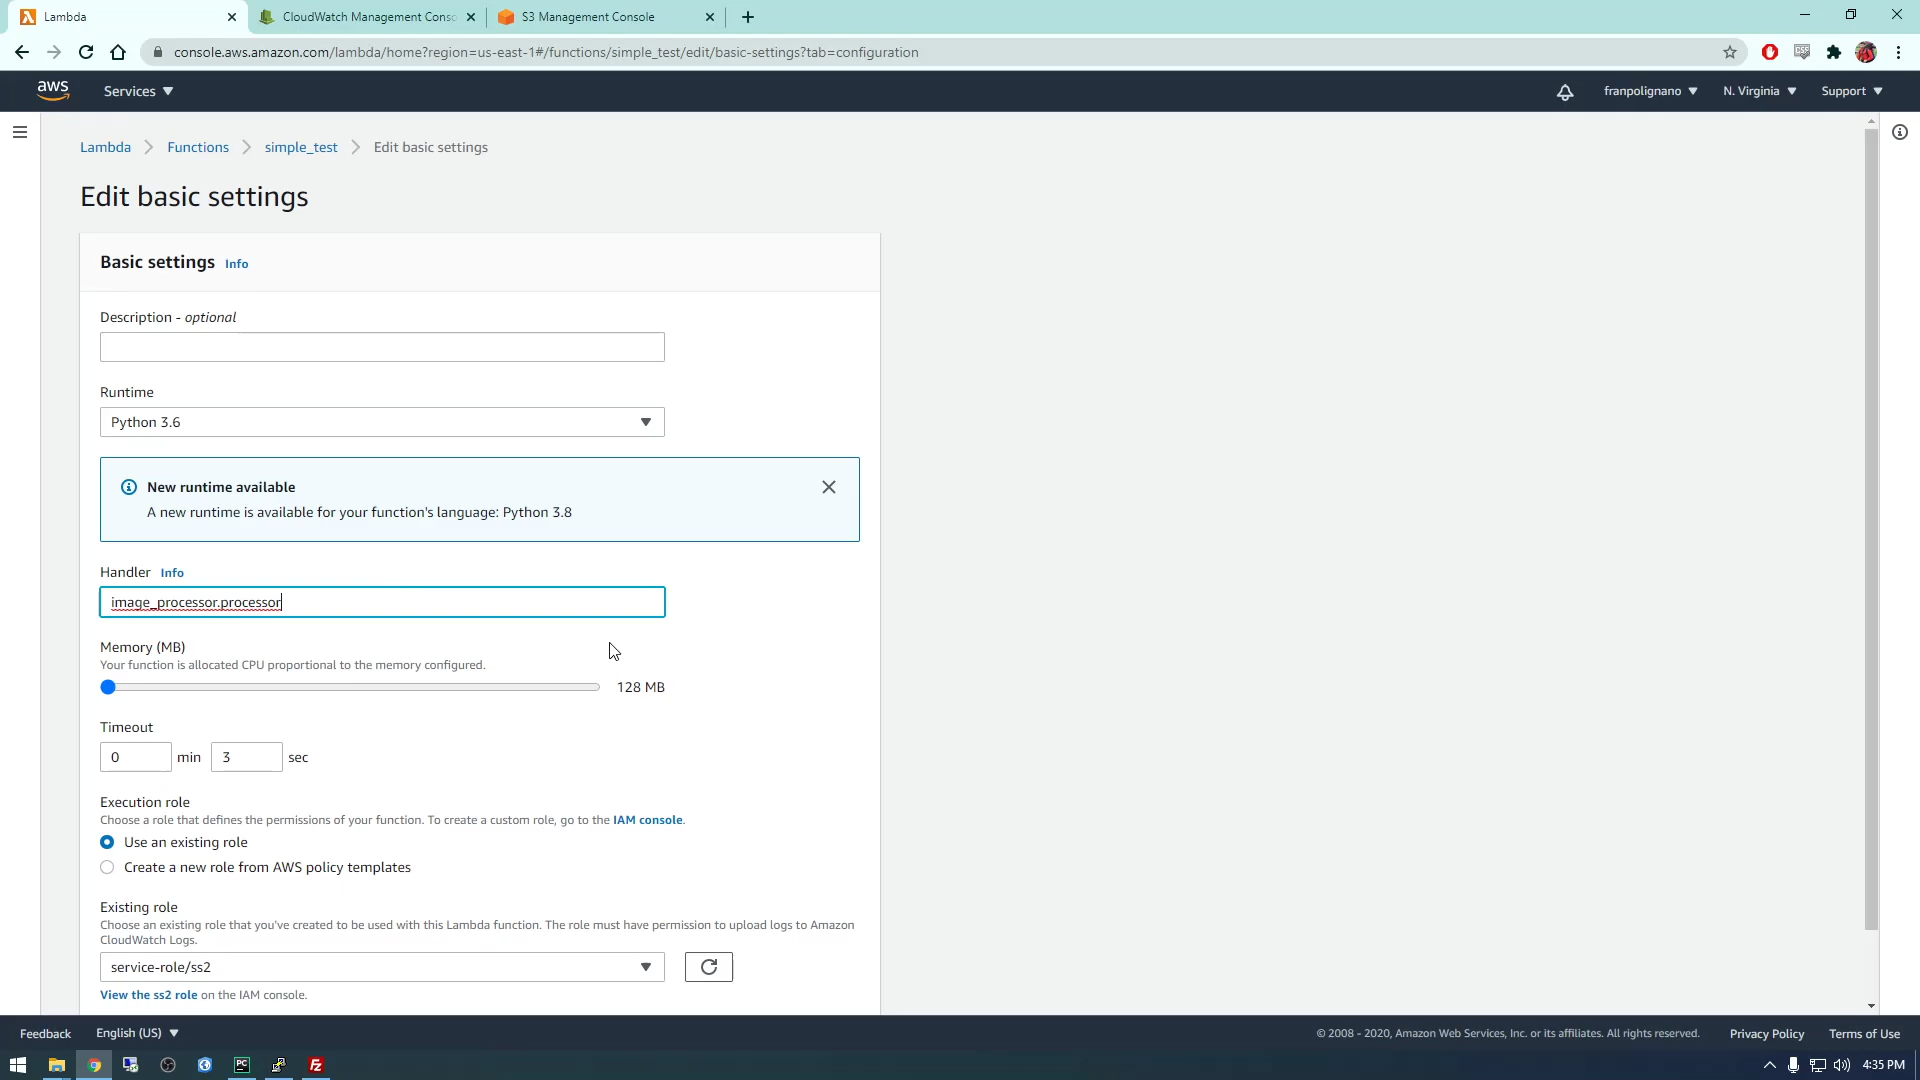 Lambda
CloudWatch Management Conso
S3 Management Console
console.aws.amazon.com/lambda/home?region=us-east-1#/functions/simple_test/edit/basic-settings?tab=configuration
aws
Services
franpolignano
N. Virginia
Support
Lambda
Functions
simple_test
Edit basic settings
Edit basic settings
Basic settings Info
Description - optional
Runtime
Python 3.6
New runtime available
A new runtime is available for your function's language: Python 3.8
Handler Info
image_processor.processor
Memory (MB)
Your function is allocated CPU proportional to the memory configured.
128 MB
Timeout
0 min 3 sec
Execution role
Choose a role that defines the permissions of your function. To create a custom role, go to the IAM console.
Use an existing role
Create a new role from AWS policy templates
Existing role
Choose an existing role that you've created to be used with this Lambda function. The role must have permission to upload logs to Amazon
CloudWatch Logs.
service-role/ss2
View the ss2 role on the IAM console.
Feedback
English (US)
© 2008 - 2020, Amazon Web Services, Inc. or its affiliates. All rights reserved.
Privacy Policy
Terms of Use
PC
FZ
4:35 PM